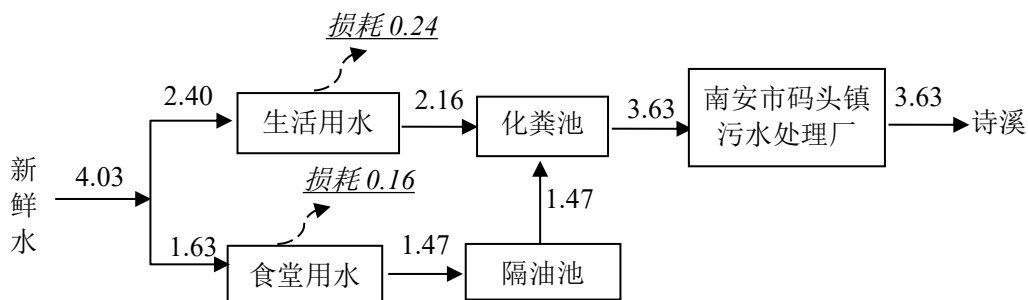 损耗 0.24
2.40
生活用水
2.16
化粪池
3.63
南安市码头镇
污水处理厂
3.63
诗溪
新
鲜
水
4.03
损耗 0.16
1.47
1.63
食堂用水
1.47
隔油池